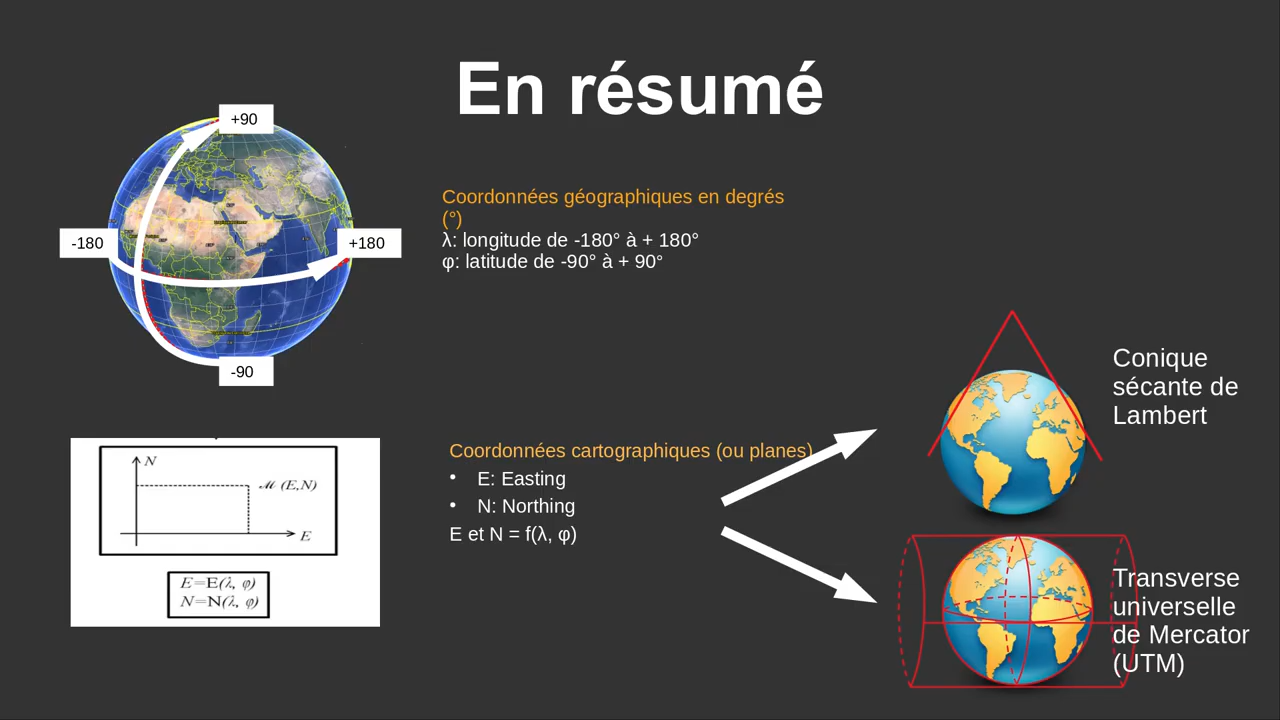 En résumé
+90
-180
+180
-90
Coordonnées géographiques en degrés
(°)
λ: longitude de -180° à + 180°
φ: latitude de -90° à + 90°
N
M (E,N)
E
E=E(λ, φ)
N=N(λ, φ)
Coordonnées cartographiques (ou planes)
• E: Easting
• N: Northing
E et N = f(λ, φ)
Conique
sécante de
Lambert
Transverse
universelle
de Mercator
(UTM)